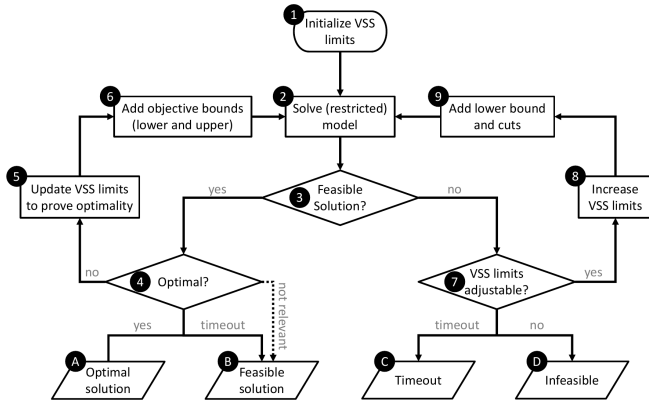 1
Initialize VSS
limits
6
Add objective bounds
(lower and upper)
2
Solve (restricted)
model
9
Add lower bound
and cuts
5
Update VSS limits
to prove optimality
yes
3
Feasible
Solution?
no
8
Increase
VSS limits
no
4
Optimal?
not relevant
7
VSS limits
adjustable?
yes
yes
timeout
timeout
no
A
Optimal
solution
B
Feasible
solution
C
Timeout
D
Infeasible